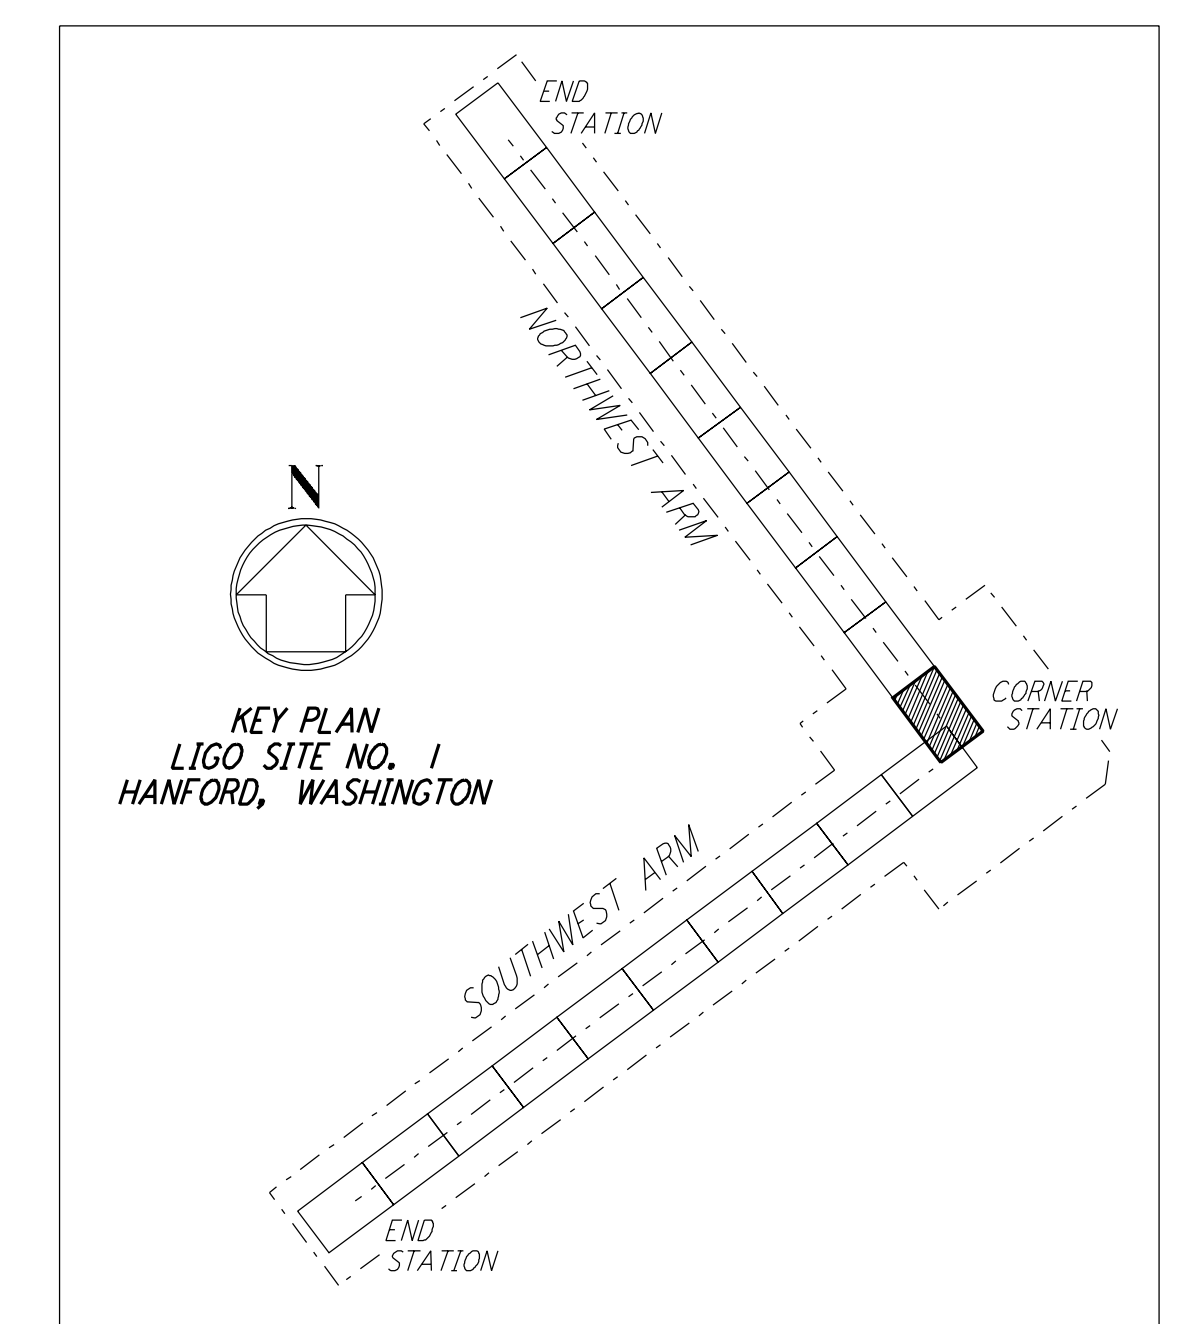 END
STATION
NORTHWEST ARM
N
KEY PLAN
LIGO SITE NO. 1
HANFORD, WASHINGTON
CORNER
STATION
SOUTHWEST ARM
END
STATION